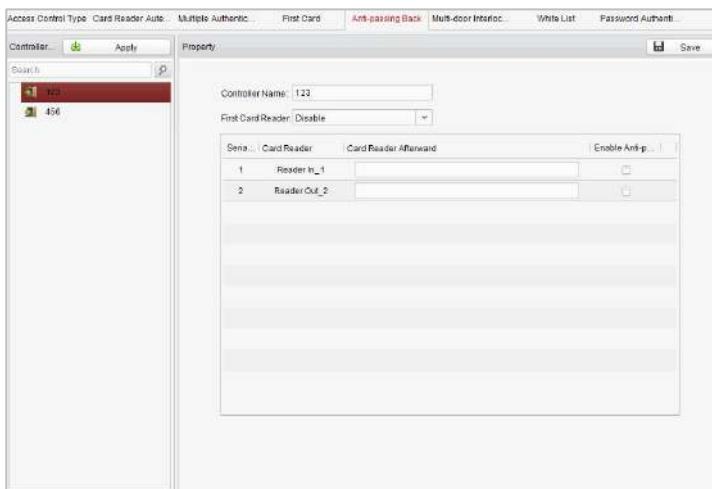 Access Control Type Card Reader Aute... Multiple Authentic... First Card Anti-passing Back Multi-door Interloc... White List Password Authenti...
Controller... Apply Property Save
Search
123
456
Controller Name: 123
First Card Reader: Disable
Seria... Card Reader Card Reader Afterward Enable Anti-p...
1 Reader In_1
2 Reader Out_2